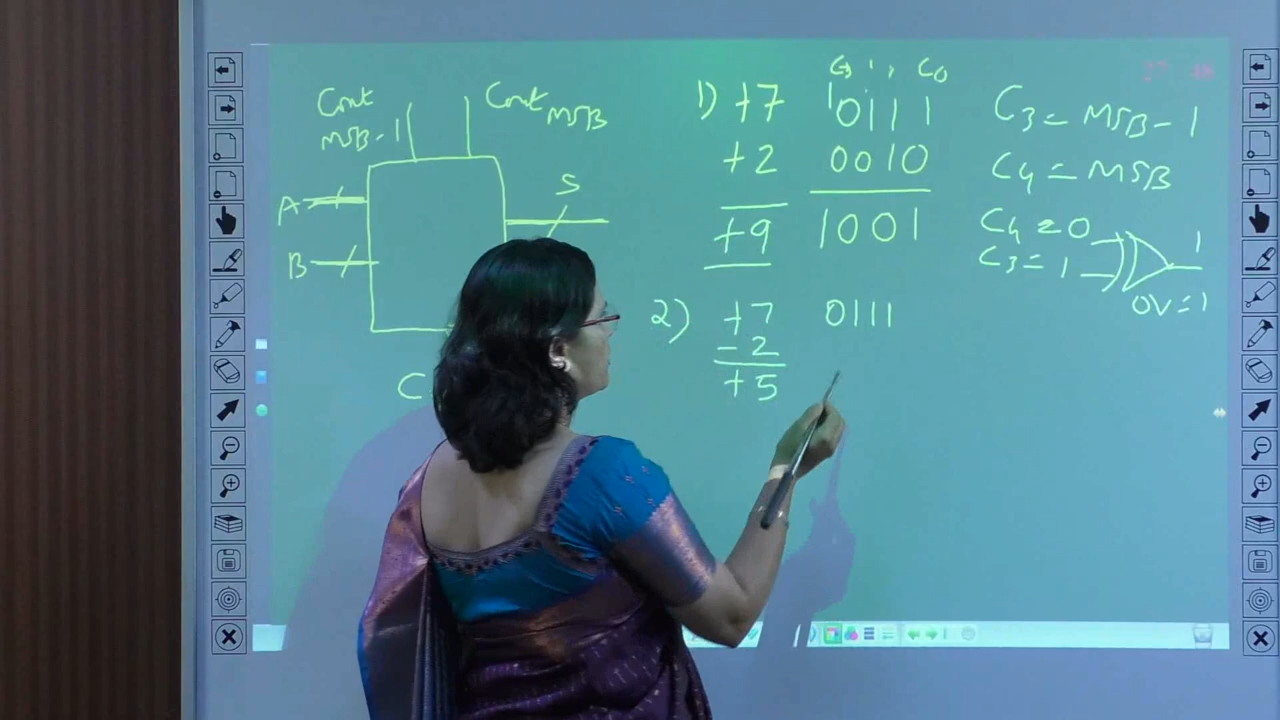 Cout
MSB-1
Cout MSB
A
B
S
C
C0
1) +7 1 0111
+2 0010
+9 1001
2) +7 0111
-2
+5
C3 = MSB-1
C4 = MSB
C4 = 0
C3 = 1
1
OV=1